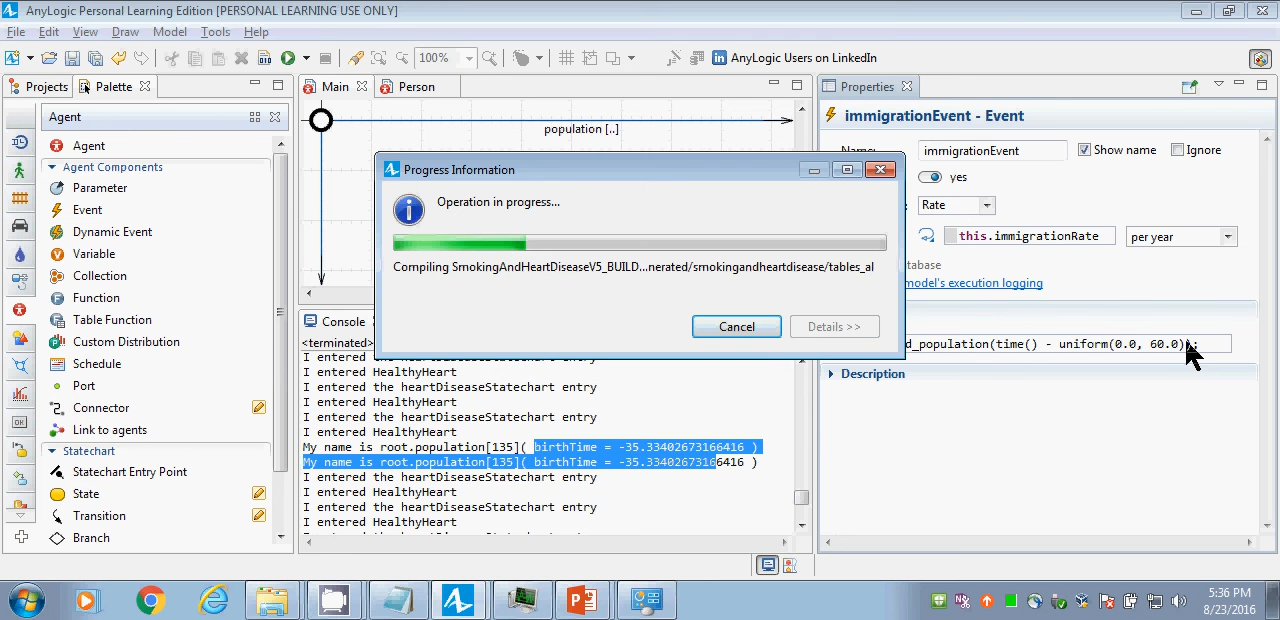 AnyLogic Personal Learning Edition [PERSONAL LEARNING USE ONLY]
File Edit View Draw Model Tools Help
100%
AnyLogic Users on LinkedIn
Projects
Palette
Main
Person
Properties
Agent
Agent
Agent Components
Parameter
Event
Dynamic Event
Variable
Collection
Function
Table Function
Custom Distribution
Schedule
Port
Connector
Link to agents
Statechart
Statechart Entry Point
State
Transition
Branch
population [..]
Progress Information
Operation in progress...
Compiling SmokingAndHeartDiseaseV5_BUILD...nerated/smokingandheartdisease/tables_al
Cancel
Details >>
Console
<terminated>
I entered the heartDiseaseStatechart entry
I entered HealthyHeart
I entered the heartDiseaseStatechart entry
I entered HealthyHeart
I entered the heartDiseaseStatechart entry
I entered HealthyHeart
My name is root.population[135]( birthTime = -35.33402673166416 )
My name is root.population[135]( birthTime = -35.33402673166416 )
I entered the heartDiseaseStatechart entry
I entered HealthyHeart
I entered the heartDiseaseStatechart entry
I entered HealthyHeart
immigrationEvent - Event
Name:
immigrationEvent
Show name
Ignore
yes
Rate
this.immigrationRate
per year
tabase
model's execution logging
d_population(time() - uniform(0.0, 60.0));
Description
5:36 PM
8/23/2016